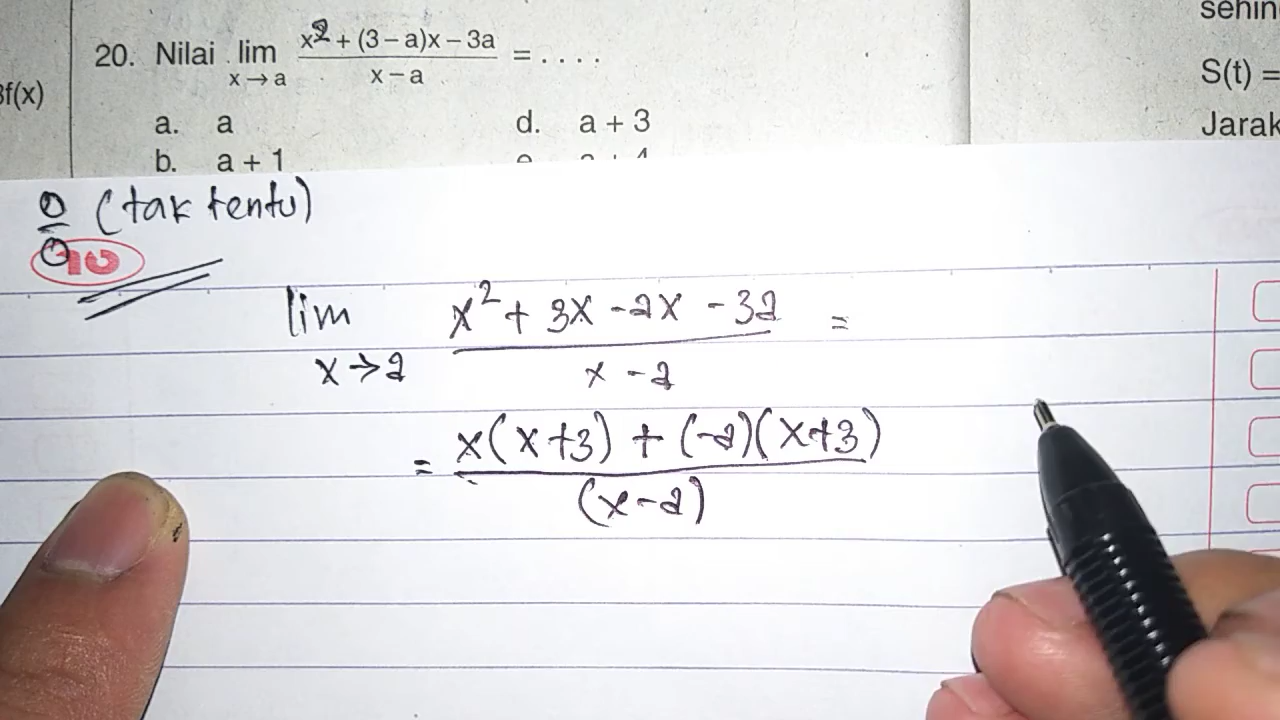 sehin
20. Nilai lim x² + (3 – a)x – 3a = . . . .
x → a x – a
3f(x)
S(t) =
a. a d. a + 3
Jarak
b. a + 1
0 (tak tentu)
0
lim x² + 3x - ax - 3a =
x → a x - a
= x(x+3) + (-a)(x+3)
(x-a)